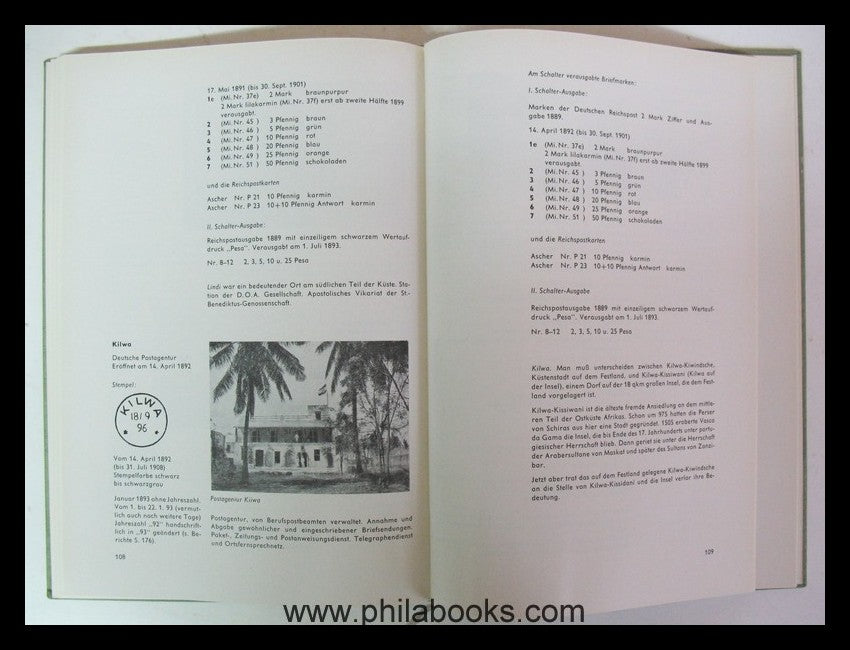 17. Mai 1891 (bis 30. Sept. 1901)
1e (Mi. Nr. 37e) 2 Mark braunpurpur
2 Mark lilakarmin (Mi. Nr. 37f) erst ab zweite Hälfte 1899
verausgabt.
2 (Mi. Nr. 45 ) 3 Pfennig braun
3 (Mi. Nr. 46 ) 5 Pfennig grün
4 (Mi. Nr. 47 ) 10 Pfennig rot
5 (Mi. Nr. 48 ) 20 Pfennig blau
6 (Mi. Nr. 49 ) 25 Pfennig orange
7 (Mi. Nr. 51 ) 50 Pfennig schokoladen
und die Reichspostkarten
Ascher Nr. P 21 10 Pfennig karmin
Ascher Nr. P 23 10+10 Pfennig Antwort karmin
II. Schalter-Ausgabe:
Reichspostausgabe 1889 mit einzeiligem schwarzem Wertauf-
druck „Pesa". Verausgabt am 1. Juli 1893.
Nr. 8–12 2, 3, 5, 10 u. 25 Pesa
Lindi war ein bedeutender Ort am südlichen Teil der Küste. Sta-
tion der D.O.A. Gesellschaft. Apostolisches Vikariat der St.-
Benediktus-Genossenschaft.
Kilwa
Deutsche Postagentur
Eröffnet am 14. April 1892
Stempel:
KILWA
18/9
96
Vom 14. April 1892
(bis 31. Juli 1908)
Stempelfarbe schwarz
bis schwarzgrau
Januar 1893 ohne Jahreszahl.
Vom 1. bis 22. 1. 93 (vermut-
lich auch noch weitere Tage)
Jahreszahl „92" handschrift-
lich in „93" geändert (s. Be-
richte S. 176).
Postagentur Kilwa
Postagentur, von Berufspostbeamten verwaltet. Annahme und
Abgabe gewöhnlicher und eingeschriebener Briefsendungen.
Paket-, Zeitungs- und Postanweisungsdienst. Telegraphendienst
und Ortsfernsprechnetz.
108
Am Schalter verausgabte Briefmarken:
I. Schalter-Ausgabe:
Marken der Deutschen Reichspost 2 Mark Ziffer und Aus-
gabe 1889.
14. April 1892 (bis 30. Sept. 1901)
1e (Mi. Nr. 37e) 2 Mark braunpurpur
2 Mark lilakarmin (Mi. Nr. 37f) erst ab zweite Hälfte 1899
verausgabt.
2 (Mi. Nr. 45 ) 3 Pfennig braun
3 (Mi. Nr. 46 ) 5 Pfennig grün
4 (Mi. Nr. 47 ) 10 Pfennig rot
5 (Mi. Nr. 48 ) 20 Pfennig blau
6 (Mi. Nr. 49 ) 25 Pfennig orange
7 (Mi. Nr. 51 ) 50 Pfennig schokoladen
und die Reichspostkarten
Ascher Nr. P 21 10 Pfennig karmin
Ascher Nr. P 23 10+10 Pfennig Antwort karmin
II. Schalter-Ausgabe
Reichspostausgabe 1889 mit einzeiligem schwarzem Wertauf-
druck „Pesa". Verausgabt am 1. Juli 1893.
Nr. 8–12 2, 3, 5, 10 u. 25 Pesa
Kilwa. Man muß unterscheiden zwischen Kilwa-Kiwindsche,
Küstenstadt auf dem Festland, und Kilwa-Kissiwani (Kilwa auf
der Insel), einem Dorf auf der 18 qkm großen Insel, die dem Fest-
land vorgelagert ist.
Kilwa-Kissiwani ist die älteste fremde Ansiedlung an dem mittle-
ren Teil der Ostküste Afrikas. Schon um 975 hatten die Perser
von Schiras aus hier eine Stadt gegründet. 1505 eroberte Vasco
da Gama die Insel, die bis Ende des 17. Jahrhunderts unter portu-
giesischer Herrschaft blieb. Dann geriet sie unter die Herrschaft
der Arabersultane von Maskat und später des Sultans von Zanzi-
bar.
Jetzt aber trat das auf dem Festland gelegene Kilwa-Kiwindsche
an die Stelle von Kilwa-Kissidani und die Insel verlor ihre Be-
deutung.
109
www.philabooks.com